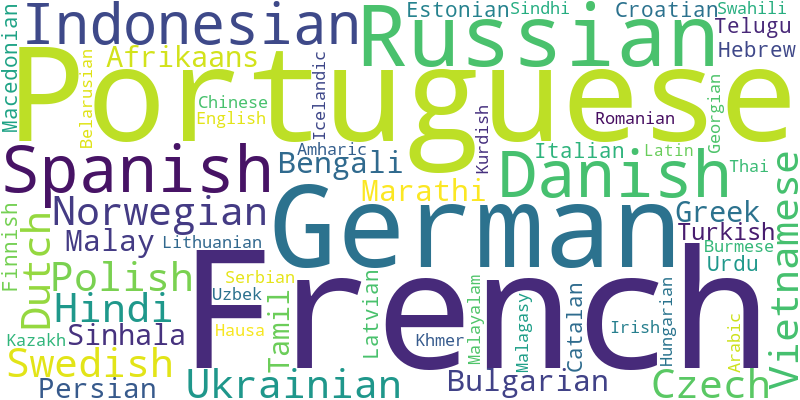 Macedonian
Indonesian
Estonian
Sindhi
Croatian
Swahili
Russian
Telugu
Hebrew
Afrikaans
Belarusian
Portuguese
Icelandic
Chinese
English
Kurdish
Romanian
Georgian
Spanish
Amharic
Bengali
Italian
Latin
Danish
Thai
Vietnamese
Marathi
German
Norwegian
Greek
Turkish
Finnish
Dutch
Malay
Lithuanian
Burmese
Urdu
Polish
Serbian
French
Hindi
Uzbek
Tamil
Latvian
Malayalam
Malagasy
Catalan
Hungarian
Arabic
Sinhala
Hausa
Irish
Kazakh
Khmer
Swedish
Persian
Ukrainian
Bulgarian
Czech